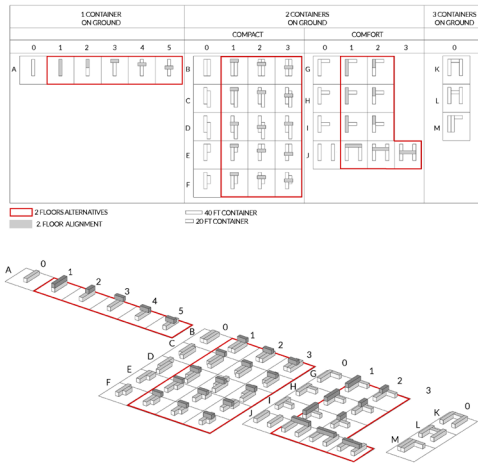 1 CONTAINER
ON GROUND
2 CONTAINERS
ON GROUND
3 CONTAINERS
ON GROUND
COMPACT
COMFORT
0 1 2 3 4 5 0 1 2 3 0 1 2 3 0
A B G K
C H L
D I M
E J
F
2 FLOORS ALTERNATIVES
2. FLOOR ALIGNMENT
40 FT CONTAINER
20 FT CONTAINER
A 0 1 2 3 4 5
B 0 1 2 3
C
D
E
F
G 0 1 2 3
H
I
J
K 0
L
M